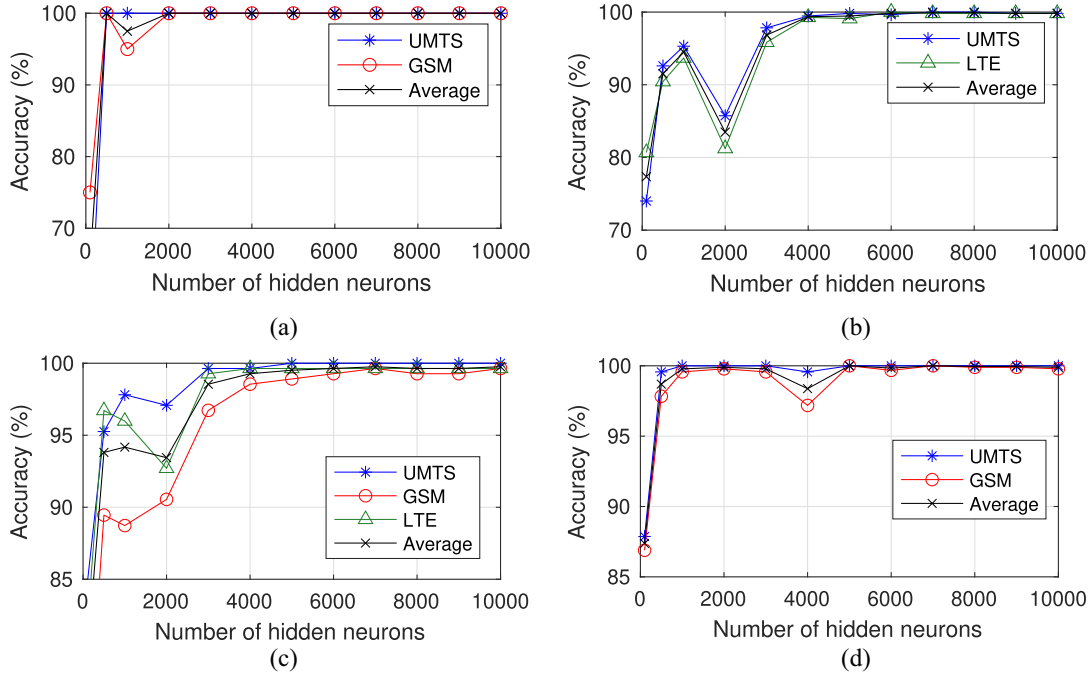 100
90
80
70
Accuracy (%)
UMTS
GSM
Average
0 2000 4000 6000 8000 10000
Number of hidden neurons
(a)
100
90
80
70
Accuracy (%)
UMTS
LTE
Average
0 2000 4000 6000 8000 10000
Number of hidden neurons
(b)
100
95
90
85
Accuracy (%)
UMTS
GSM
LTE
Average
0 2000 4000 6000 8000 10000
Number of hidden neurons
(c)
100
95
90
85
Accuracy (%)
UMTS
GSM
Average
0 2000 4000 6000 8000 10000
Number of hidden neurons
(d)